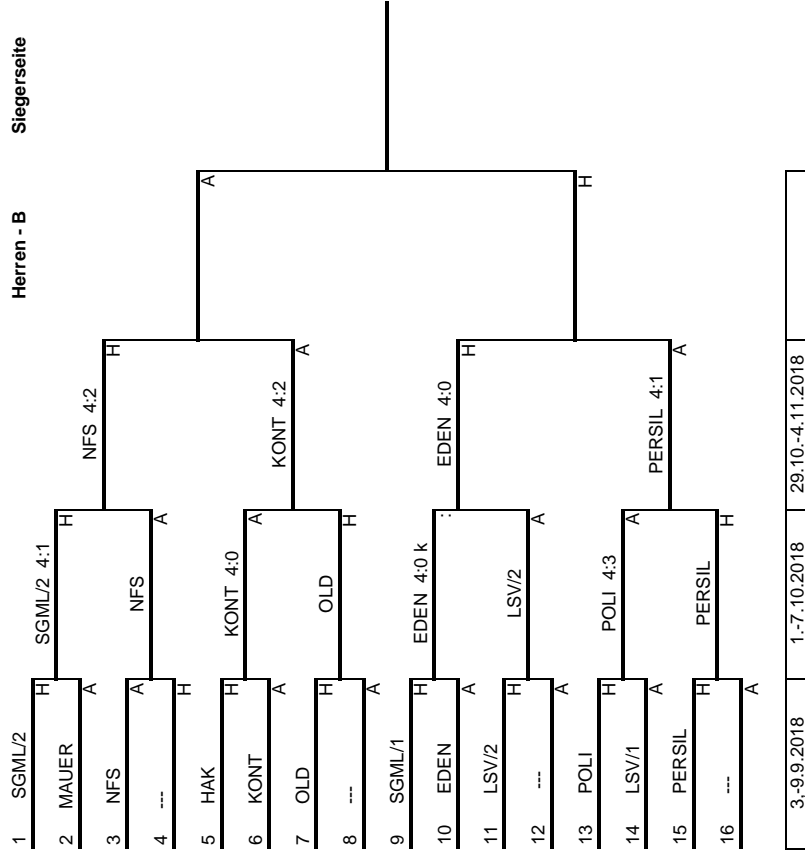 Herren - B Siegerseite
1 SGML/2
H
2 MAUER
A
3 NFS
A
4 ---
H
5 HAK
H
6 KONT
A
7 OLD
H
8 ---
A
9 SGML/1
H
10 EDEN
A
11 LSV/2
H
12 ---
A
13 POLI
H
14 LSV/1
A
15 PERSIL
H
16 ---
A
SGML/2 4:1
H
NFS
A
KONT 4:0
A
OLD
H
EDEN 4:0 k
:
LSV/2
A
POLI 4:3
A
PERSIL
H
NFS 4:2
H
KONT 4:2
A
EDEN 4:0
H
PERSIL 4:1
A
A
H
3,-9.9.2018 1.-7.10.2018 29.10.-4.11.2018